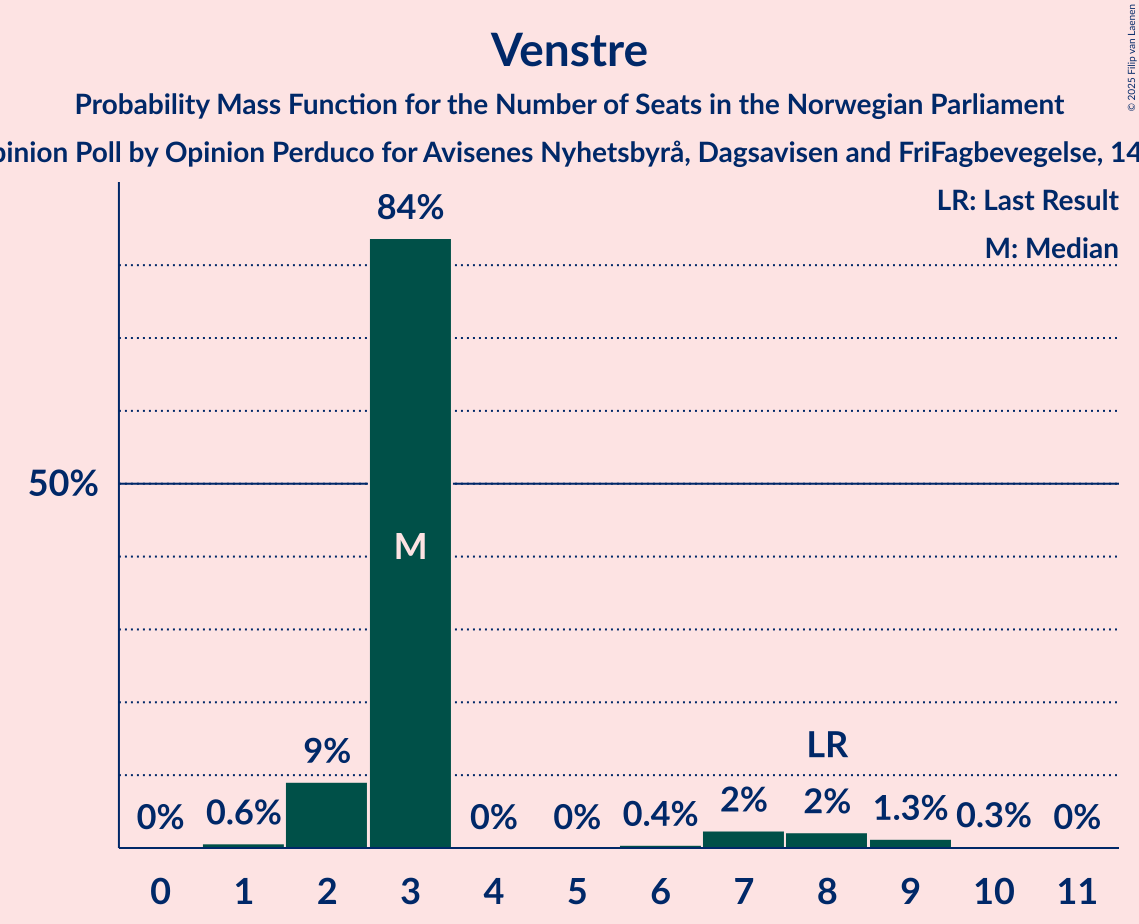 Venstre
Probability Mass Function for the Number of Seats in the Norwegian Parliament
pinion Poll by Opinion Perduco for Avisenes Nyhetsbyrå, Dagsavisen and FriFagbevegelse, 14
© 2025 Filip van Laenen
LR: Last Result
M: Median
84%
50%
M
LR
9%
0% 0.6% 0% 0% 0.4% 2% 2% 1.3% 0.3% 0%
0 1 2 3 4 5 6 7 8 9 10 11